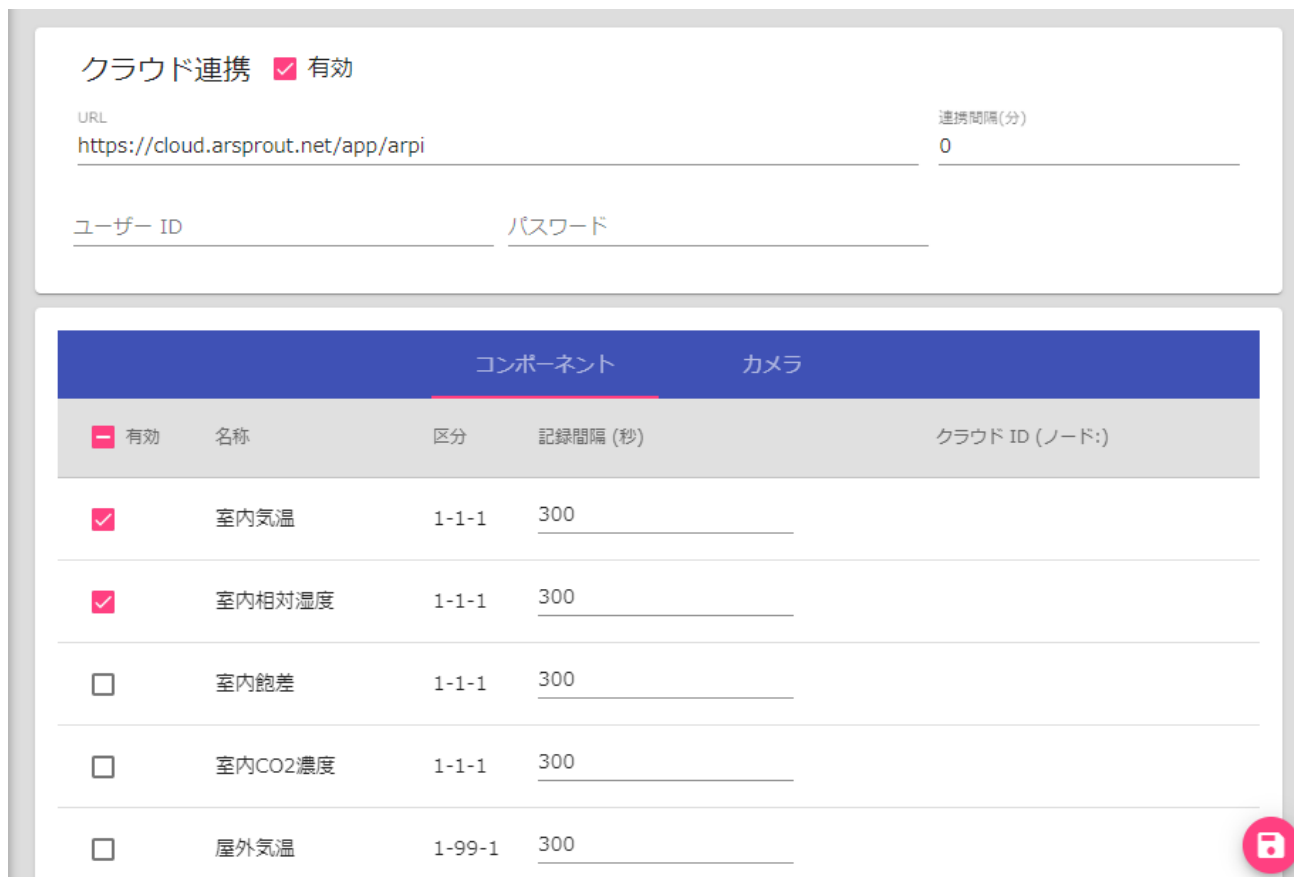 クラウド連携 有効
URL 連携間隔(分)
https://cloud.arsprout.net/app/arpi 0
ユーザー ID パスワード
コンポーネント カメラ
有効 名称 区分 記録間隔 (秒) クラウド ID (ノード:)
室内気温 1-1-1 300
室内相対湿度 1-1-1 300
室内飽差 1-1-1 300
室内CO2濃度 1-1-1 300
屋外気温 1-99-1 300